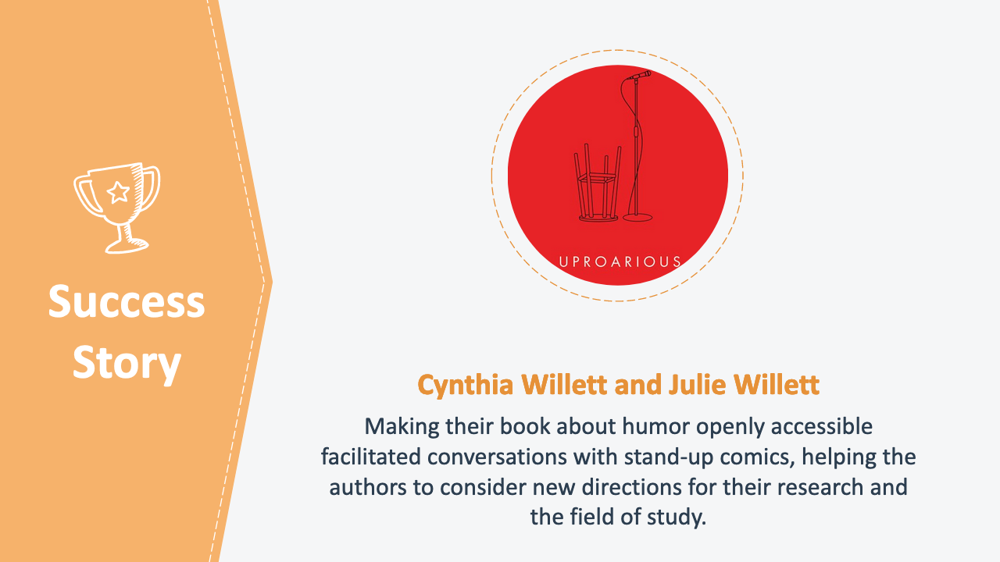 Success
Story
UPROARIOUS
Cynthia Willett and Julie Willett
Making their book about humor openly accessible
facilitated conversations with stand-up comics, helping the
authors to consider new directions for their research and
the field of study.